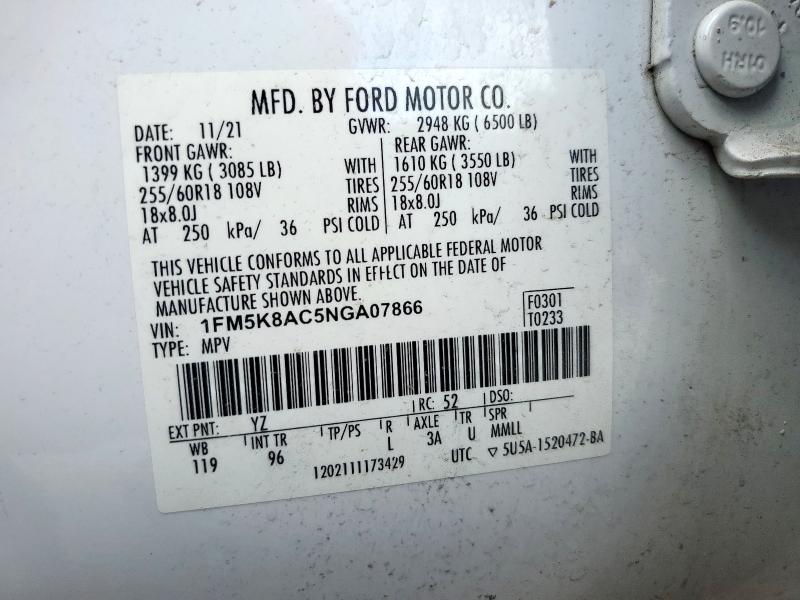 MFD. BY FORD MOTOR CO.
DATE: 11/21 GVWR: 2948 KG ( 6500 LB)
FRONT GAWR: REAR GAWR:
1399 KG ( 3085 LB) WITH 1610 KG ( 3550 LB) WITH
255/60R18 108V TIRES 255/60R18 108V TIRES
18x8.0J RIMS 18x8.0J RIMS
AT 250 kPa/ 36 PSI COLD AT 250 kPa/ 36 PSI COLD
THIS VEHICLE CONFORMS TO ALL APPLICABLE FEDERAL MOTOR
VEHICLE SAFETY STANDARDS IN EFFECT ON THE DATE OF
MANUFACTURE SHOWN ABOVE.
VIN: 1FM5K8AC5NGA07866 F0301
TYPE: MPV T0233
EXT PNT: YZ RC: 52 DSO:
WB INT TR TP/PS R AXLE TR SPR
119 96 L 3A U MMLL
1202111173429 UTC ▽ 5U5A-1520472-BA
01RH
10.9